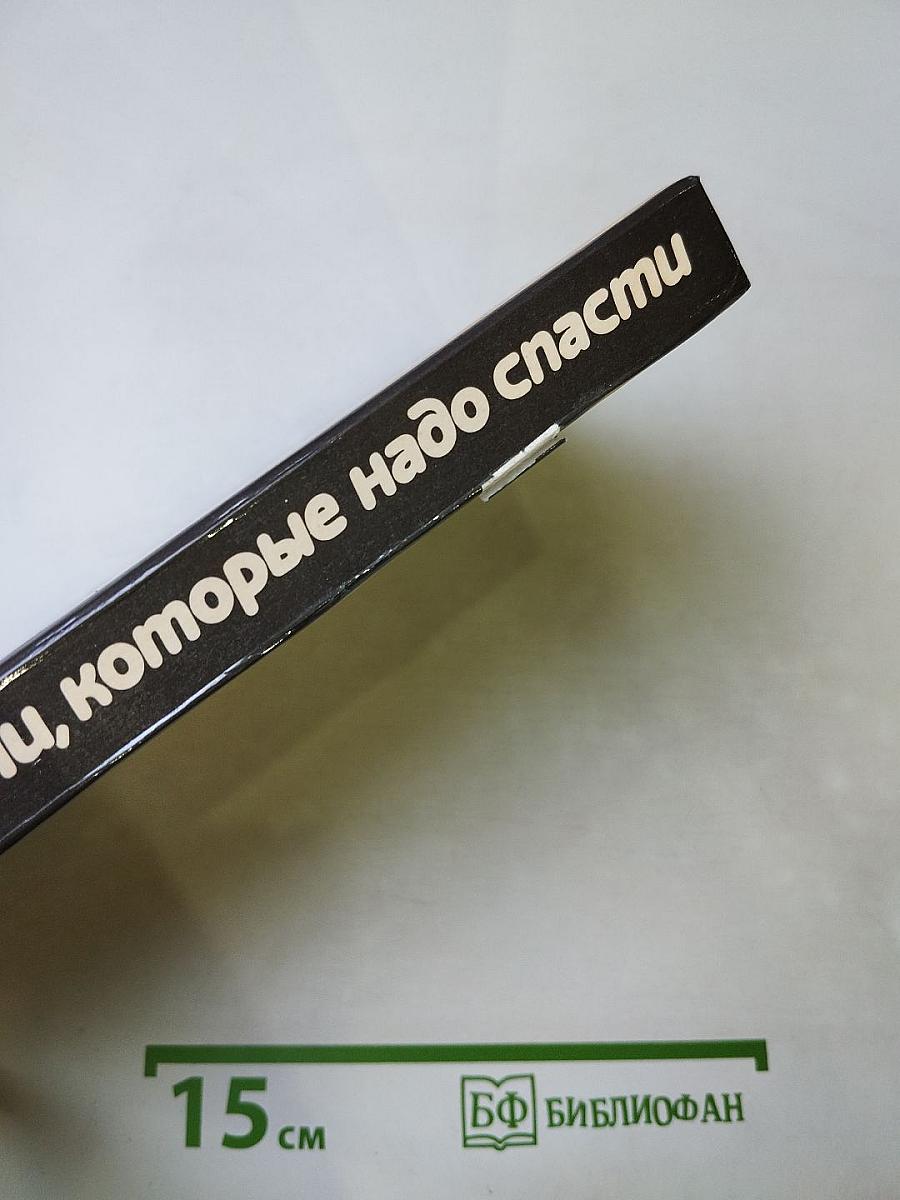 и, которые надо спасти
15 см
БФ БИБЛИОФАН